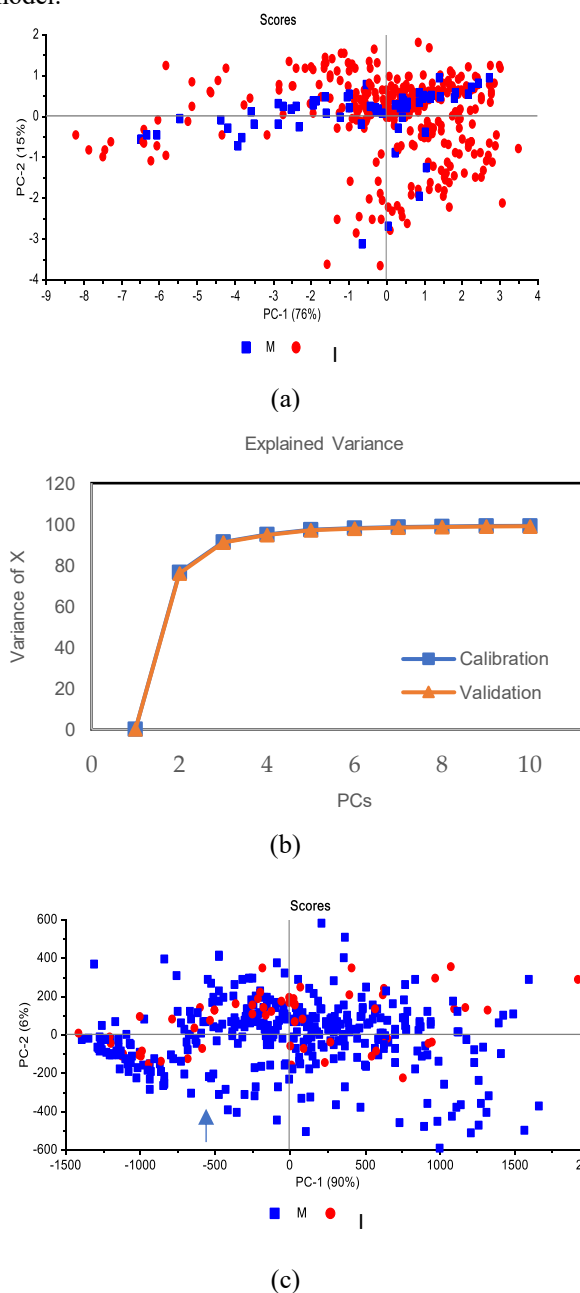 model.
Scores
2
1
0
-1
-2
-3
-4
PC-2 (15%)
-9 -8 -7 -6 -5 -4 -3 -2 -1 0 1 2 3 4
PC-1 (76%)
M I
(a)
Explained Variance
120
100
80
60
40
20
0
Variance of X
Calibration
Validation
0 2 4 6 8 10
PCs
(b)
Scores
600
400
200
0
-200
-400
-600
PC-2 (6%)
-1500 -1000 -500 0 500 1000 1500
PC-1 (90%)
M I
(c)